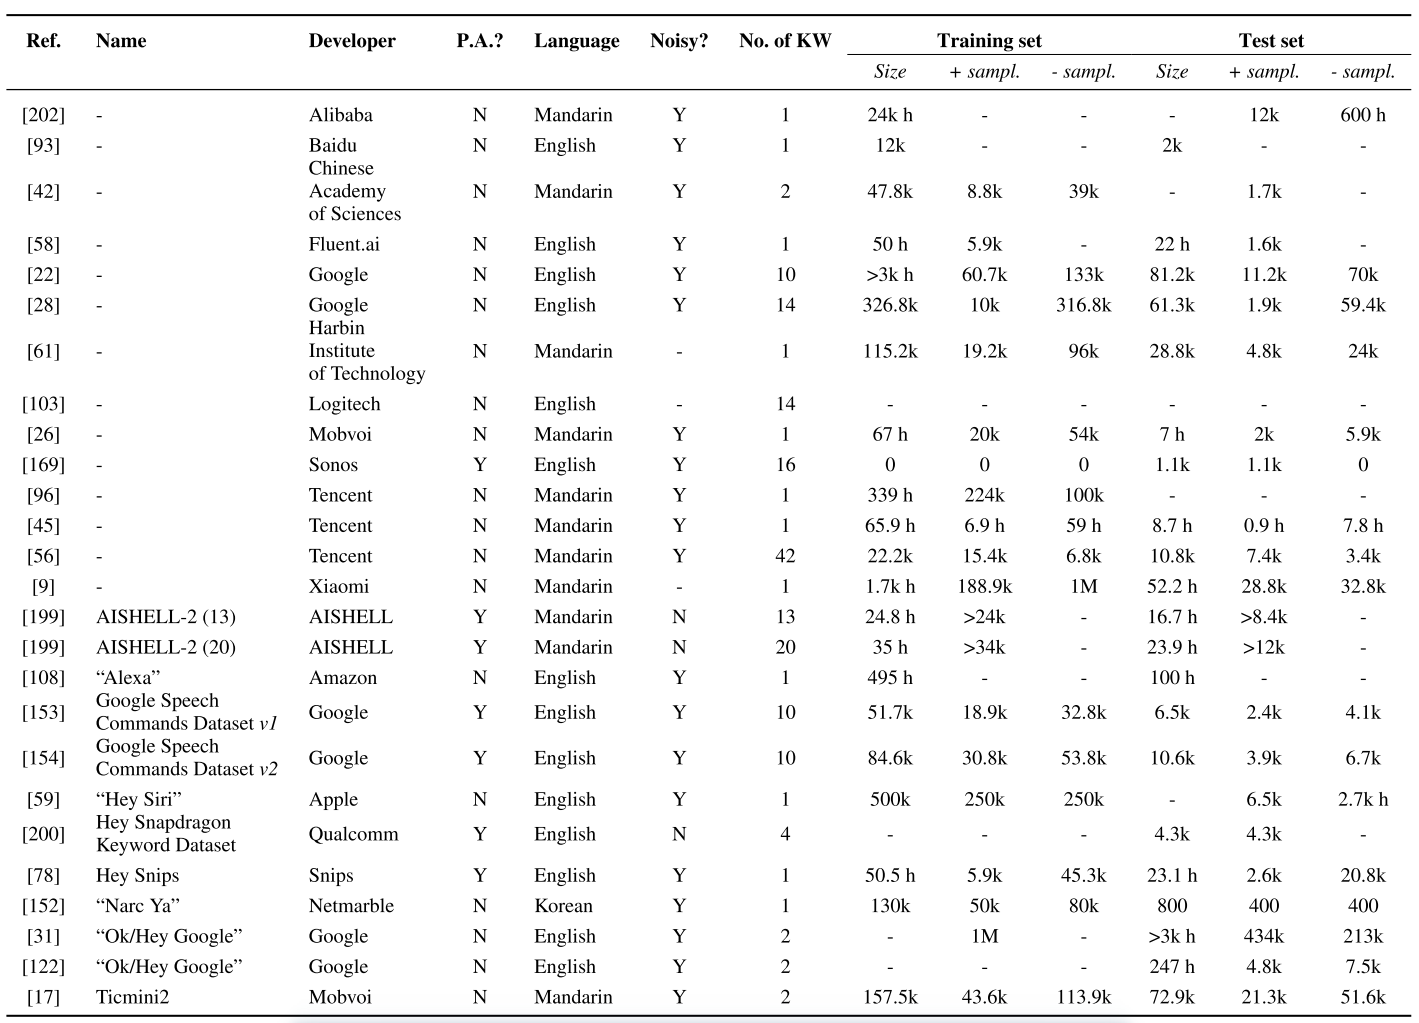 Ref. Name Developer P.A.? Language Noisy? No. of KW Training set Test set
Size + sampl. - sampl. Size + sampl. - sampl.
[202] - Alibaba N Mandarin Y 1 24k h - - - 12k 600 h
[93] - Baidu N English Y 1 12k - - 2k - -
Chinese
[42] - Academy N Mandarin Y 2 47.8k 8.8k 39k - 1.7k -
of Sciences
[58] - Fluent.ai N English Y 1 50 h 5.9k - 22 h 1.6k -
[22] - Google N English Y 10 >3k h 60.7k 133k 81.2k 11.2k 70k
[28] - Google N English Y 14 326.8k 10k 316.8k 61.3k 1.9k 59.4k
Harbin
[61] - Institute N Mandarin - 1 115.2k 19.2k 96k 28.8k 4.8k 24k
of Technology
[103] - Logitech N English - 14 - - - - - -
[26] - Mobvoi N Mandarin Y 1 67 h 20k 54k 7 h 2k 5.9k
[169] - Sonos Y English Y 16 0 0 0 1.1k 1.1k 0
[96] - Tencent N Mandarin Y 1 339 h 224k 100k - - -
[45] - Tencent N Mandarin Y 1 65.9 h 6.9 h 59 h 8.7 h 0.9 h 7.8 h
[56] - Tencent N Mandarin Y 42 22.2k 15.4k 6.8k 10.8k 7.4k 3.4k
[9] - Xiaomi N Mandarin - 1 1.7k h 188.9k 1M 52.2 h 28.8k 32.8k
[199] AISHELL-2 (13) AISHELL Y Mandarin N 13 24.8 h >24k - 16.7 h >8.4k -
[199] AISHELL-2 (20) AISHELL Y Mandarin N 20 35 h >34k - 23.9 h >12k -
[108] “Alexa” Amazon N English Y 1 495 h - - 100 h - -
Google Speech
[153] Commands Dataset v1 Google Y English Y 10 51.7k 18.9k 32.8k 6.5k 2.4k 4.1k
Google Speech
[154] Commands Dataset v2 Google Y English Y 10 84.6k 30.8k 53.8k 10.6k 3.9k 6.7k
[59] “Hey Siri” Apple N English Y 1 500k 250k 250k - 6.5k 2.7k h
Hey Snapdragon
[200] Keyword Dataset Qualcomm Y English N 4 - - - 4.3k 4.3k -
[78] Hey Snips Snips Y English Y 1 50.5 h 5.9k 45.3k 23.1 h 2.6k 20.8k
[152] “Narc Ya” Netmarble N Korean Y 1 130k 50k 80k 800 400 400
[31] “Ok/Hey Google” Google N English Y 2 - 1M - >3k h 434k 213k
[122] “Ok/Hey Google” Google N English Y 2 - - - 247 h 4.8k 7.5k
[17] Ticmini2 Mobvoi N Mandarin Y 2 157.5k 43.6k 113.9k 72.9k 21.3k 51.6k